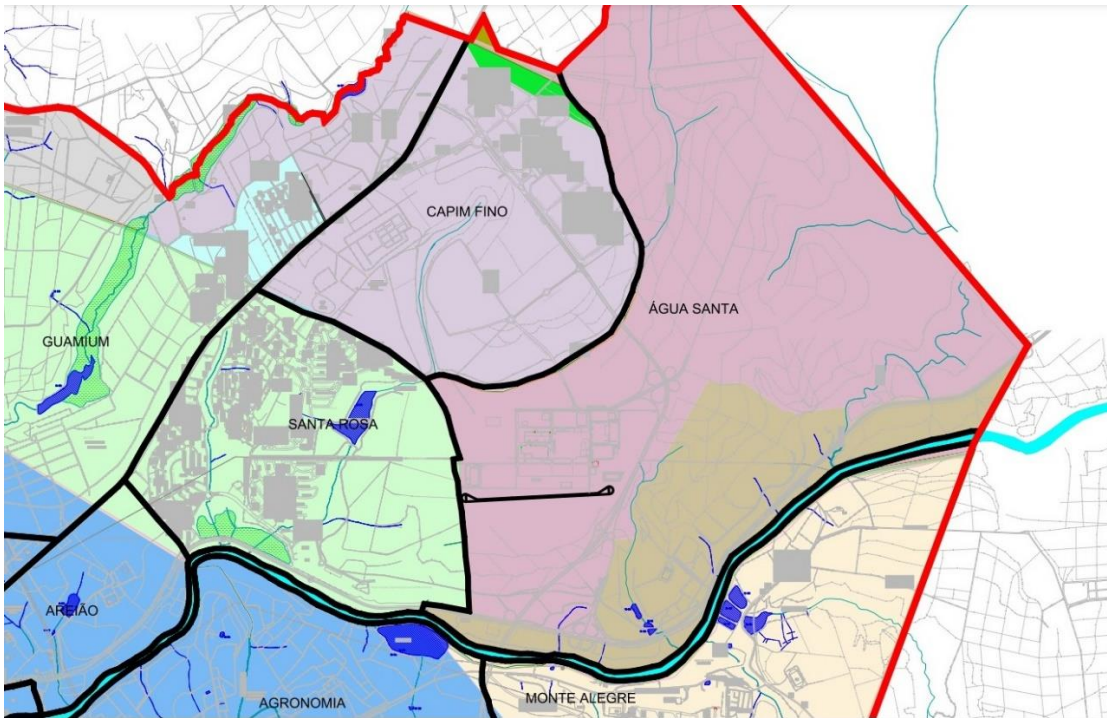 CAPIM FINO
ÁGUA SANTA
GUAMIUM
SANTA ROSA
AREIÃO
AGRONOMIA
MONTE ALEGRE